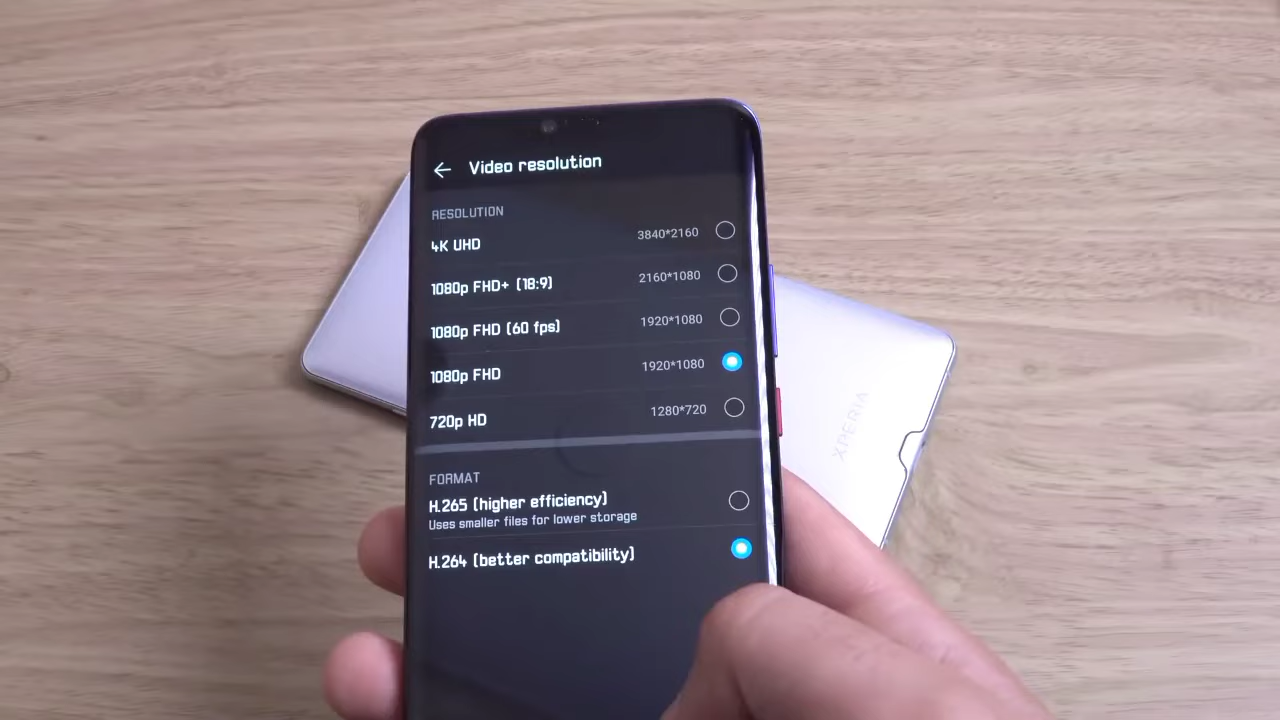 Video resolution
RESOLUTION
4K UHD 3840*2160
1080p FHD+ (18:9) 2160*1080
1080p FHD (60 fps) 1920*1080
1080p FHD 1920*1080
720p HD 1280*720
FORMAT
H.265 (higher efficiency)
Uses smaller files for lower storage
H.264 (better compatibility)
XPERIA